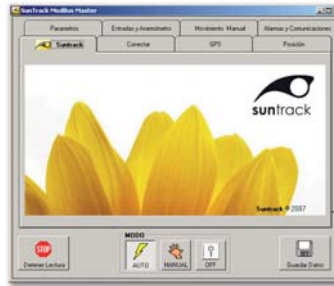 SunTrack ModBus Master
Parametros
Entradas y Anemómetro
Movimiento Manual
Alarmas y Comunicaciones
Suntrack
Conectar
GPS
Posición
suntrack
Suntrack © 2007
MODO
STOP
Detener Lectura
AUTO
MANUAL
OFF
Guardar Datos